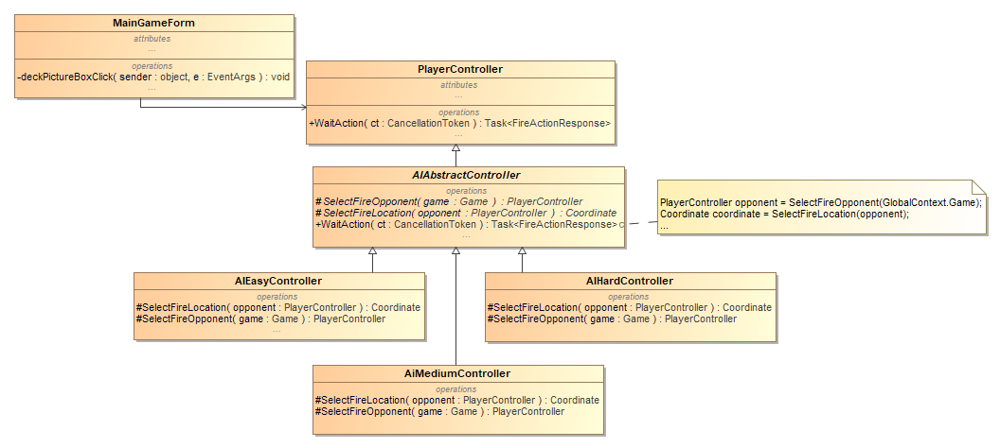 MainGameForm
attributes
...
operations
-deckPictureBoxClick( sender : object, e : EventArgs ) : void
...
PlayerController
attributes
...
operations
+WaitAction( ct : CancellationToken ) : Task<FireActionResponse>
...
AIAbstractController
operations
#SelectFireOpponent( game : Game ) : PlayerController
#SelectFireLocation( opponent : PlayerController ) : Coordinate
+WaitAction( ct : CancellationToken ) : Task<FireActionResponse>
...
PlayerController opponent = SelectFireOpponent(GlobalContext.Game);
Coordinate coordinate = SelectFireLocation(opponent);
...
AIEasyController
operations
#SelectFireLocation( opponent : PlayerController ) : Coordinate
#SelectFireOpponent( game : Game ) : PlayerController
...
AIHardController
operations
#SelectFireLocation( opponent : PlayerController ) : Coordinate
#SelectFireOpponent( game : Game ) : PlayerController
AiMediumController
operations
#SelectFireLocation( opponent : PlayerController ) : Coordinate
#SelectFireOpponent( game : Game ) : PlayerController